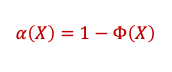 α(X) = 1 − Φ(X)